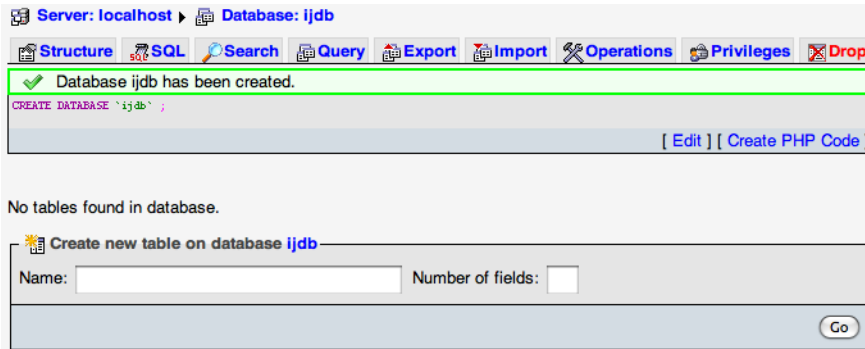 Server: localhost ▸ Database: ijdb
Structure SQL Search Query Export Import Operations Privileges Drop
Database ijdb has been created.
CREATE DATABASE `ijdb` ;
[ Edit ] [ Create PHP Code ]
No tables found in database.
Create new table on database ijdb
Name: Number of fields:
Go